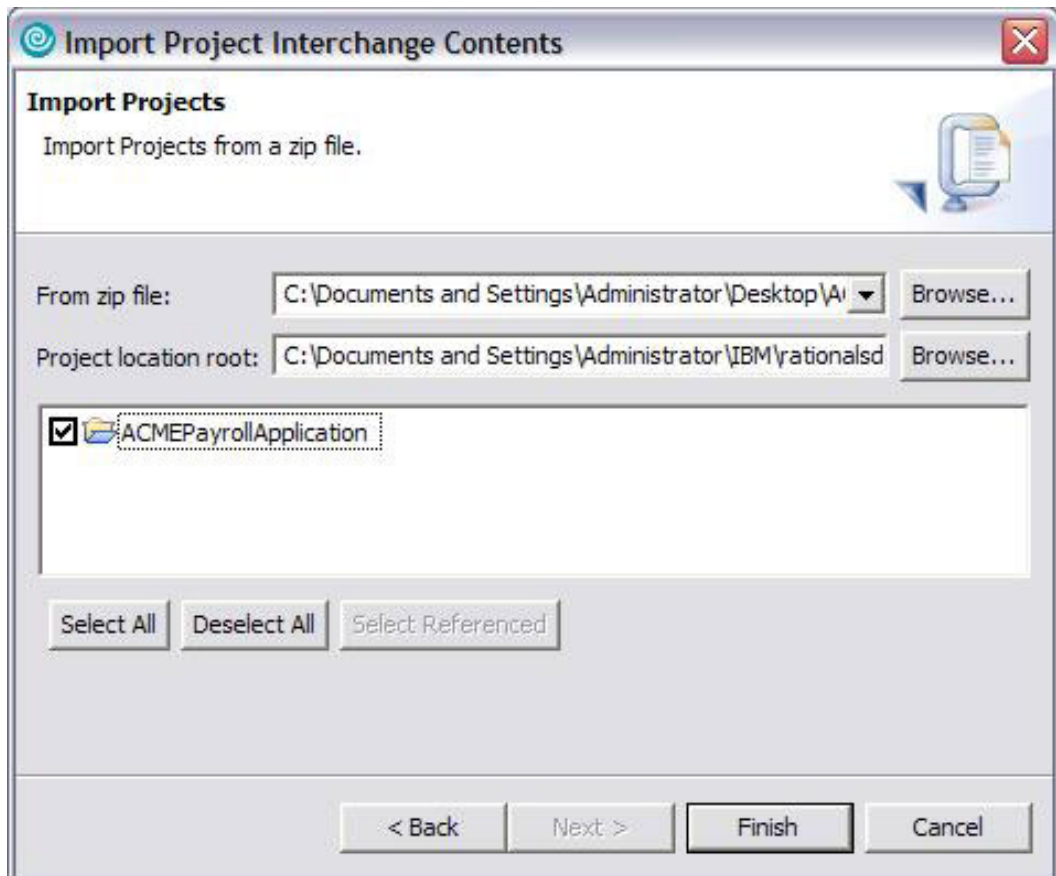 Import Project Interchange Contents
Import Projects
Import Projects from a zip file.
From zip file: C:\Documents and Settings\Administrator\Desktop\A Browse...
Project location root: C:\Documents and Settings\Administrator\IBM\rationalsd Browse...
ACMEPayrollApplication
Select All Deselect All Select Referenced
< Back Next > Finish Cancel